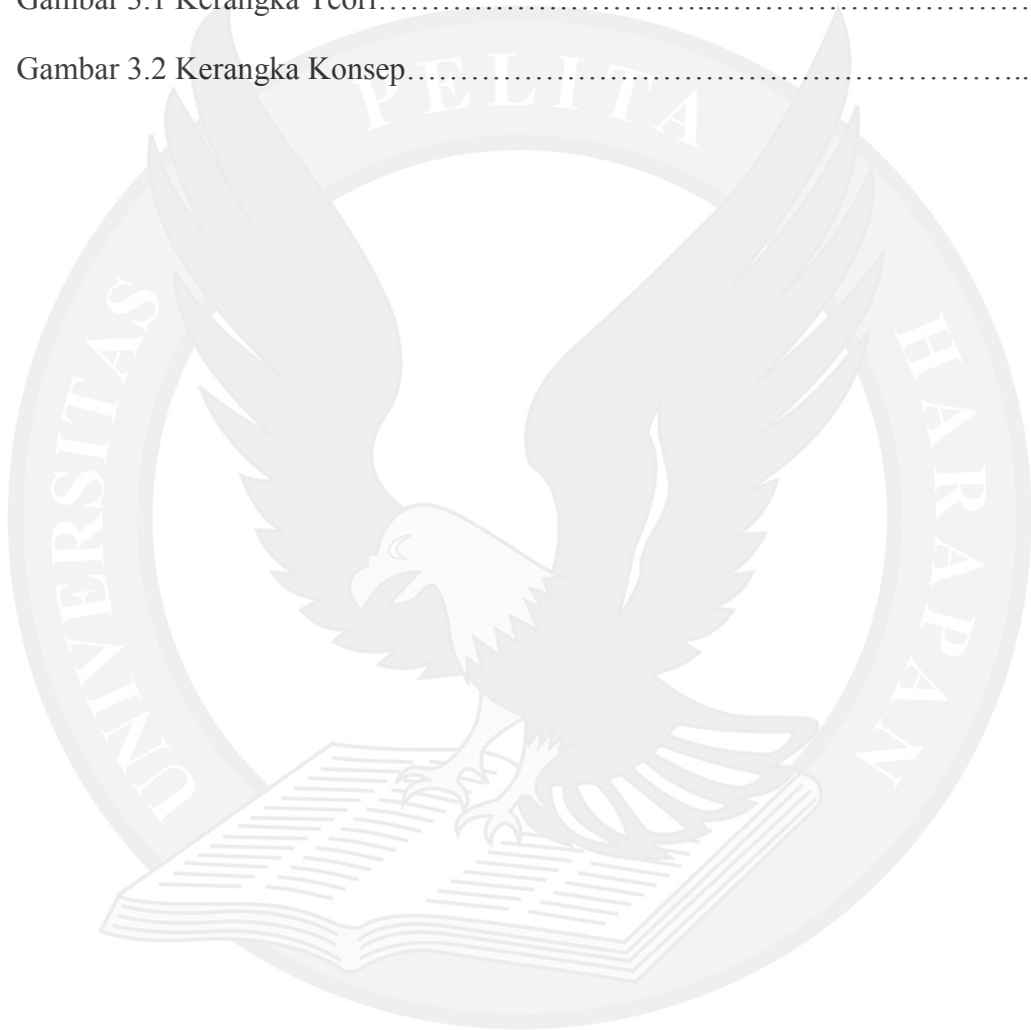 Gambar 3.1 Kerangka Teori…………………………...……………………………
Gambar 3.2 Kerangka Konsep…………………………………………………………..
UNIVERSITAS PELITA HARAPAN